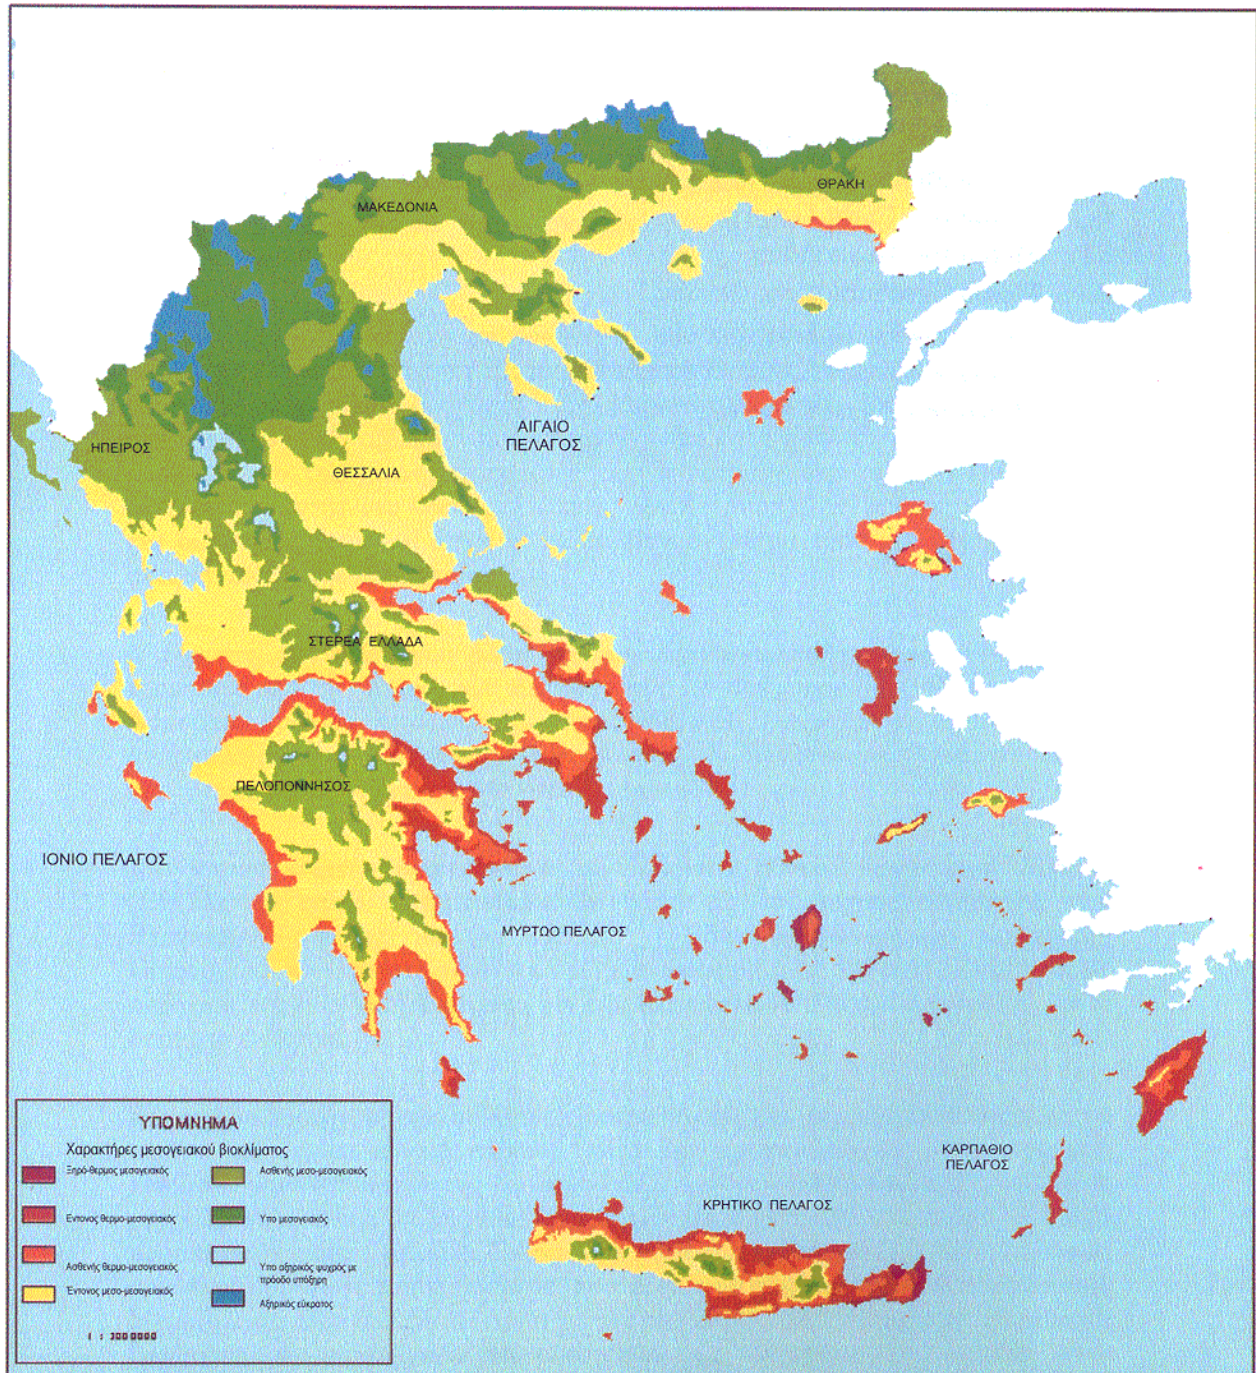 ΘΡΑΚΗ
ΜΑΚΕΔΟΝΙΑ
ΑΙΓΑΙΟ
ΠΕΛΑΓΟΣ
ΗΠΕΙΡΟΣ
ΘΕΣΣΑΛΙΑ
ΣΤΕΡΕΑ ΕΛΛΑΔΑ
ΠΕΛΟΠΟΝΝΗΣΟΣ
ΙΟΝΙΟ ΠΕΛΑΓΟΣ
ΜΥΡΤΩΟ ΠΕΛΑΓΟΣ
ΚΑΡΠΑΘΙΟ
ΠΕΛΑΓΟΣ
ΚΡΗΤΙΚΟ ΠΕΛΑΓΟΣ
ΥΠΟΜΝΗΜΑ
Χαρακτήρες μεσογειακού βιοκλίματος
Ξηρό-θερμος μεσογειακός
Εντονος θερμο-μεσογειακός
Ασθενής θερμο-μεσογειακός
Έντονος μεσο-μεσογειακός
Ασθενής μεσο-μεσογειακός
Υπο μεσογειακός
Υπο αξηρικός ψυχρός με
πρόοδο υπόξηρη
Αξηρικός εύκρατος